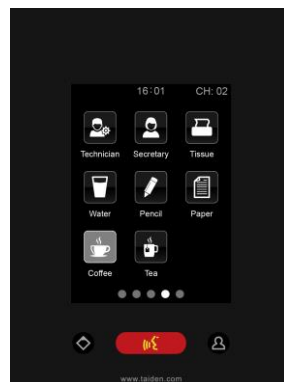 16:01 CH: 02
Technician Secretary Tissue
Water Pencil Paper
Coffee Tea
www.taiden.com